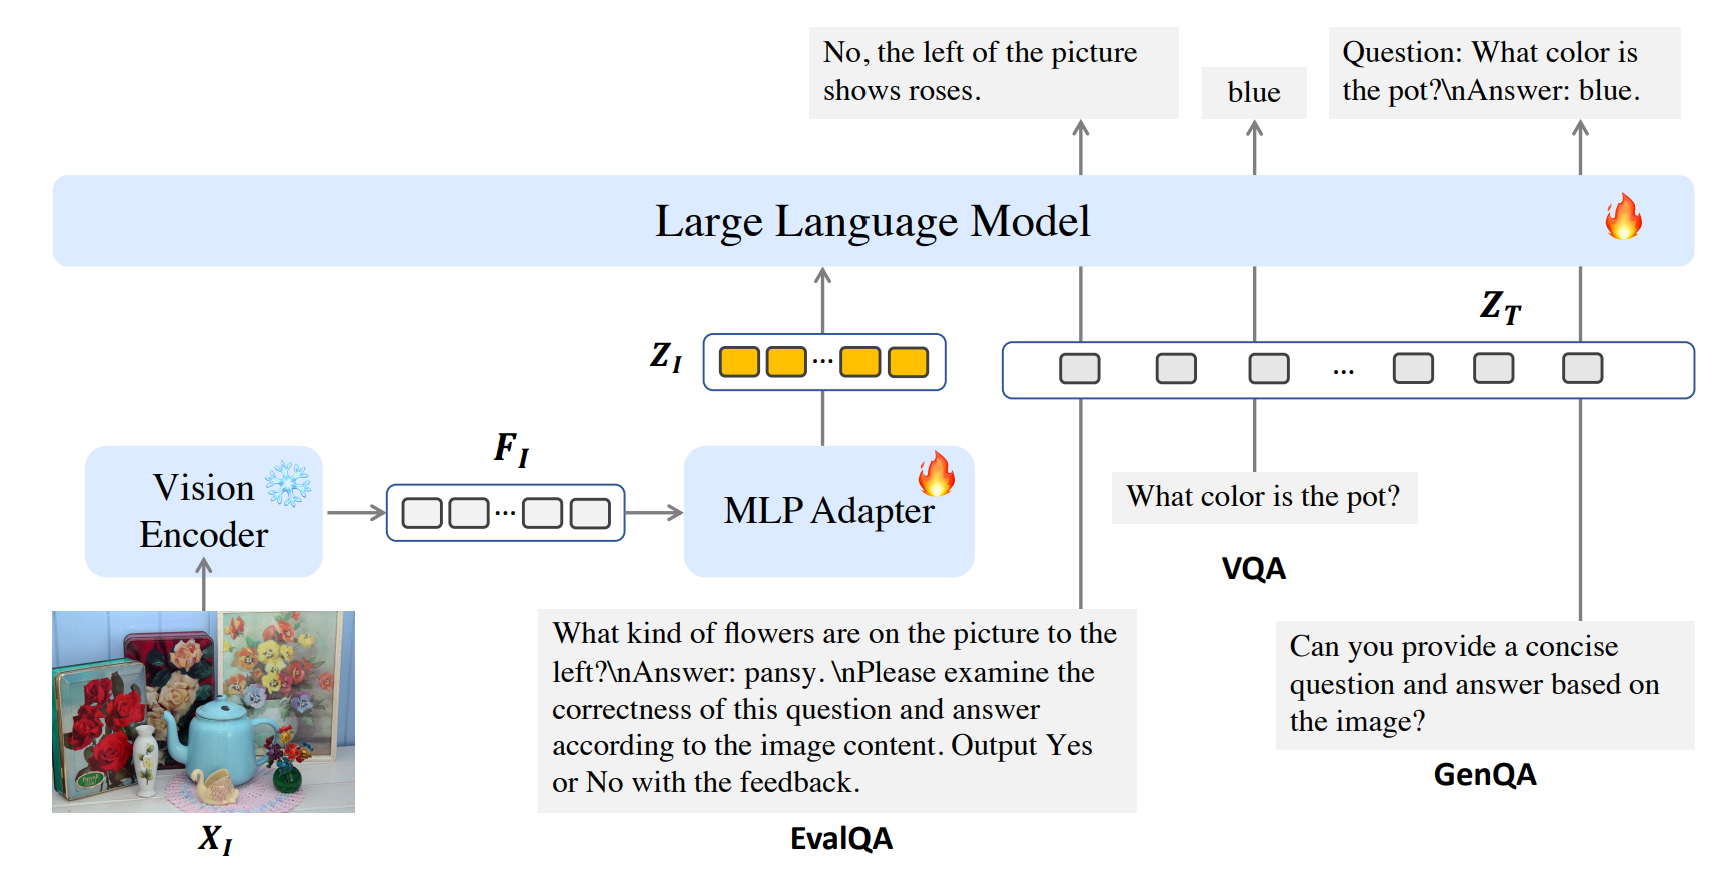 No, the left of the picture
shows roses.
blue
Question: What color is
the pot?\nAnswer: blue.
Large Language Model
Z_T
Z_I
F_I
Vision
Encoder
MLP Adapter
What color is the pot?
VQA
What kind of flowers are on the picture to the
left?\nAnswer: pansy. \nPlease examine the
correctness of this question and answer
according to the image content. Output Yes
or No with the feedback.
EvalQA
Can you provide a concise
question and answer based on
the image?
GenQA
X_I